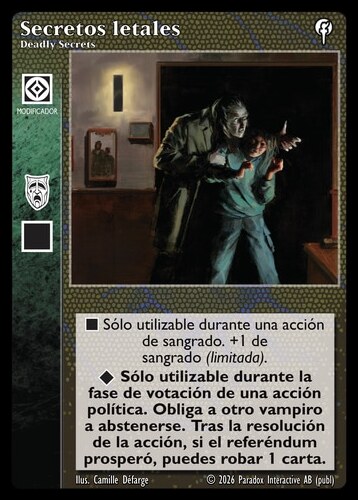 Secretos letales
Deadly Secrets
MODIFICADOR
Sólo utilizable durante una acción
de sangrado. +1 de
sangrado (limitada).
Sólo utilizable durante la
fase de votación de una acción
política. Obliga a otro vampiro
a abstenerse. Tras la resolución
de la acción, si el referéndum
prosperó, puedes robar 1 carta.
Ilus. Camille Défarge
© 2026 Paradox Interactive AB (publ)